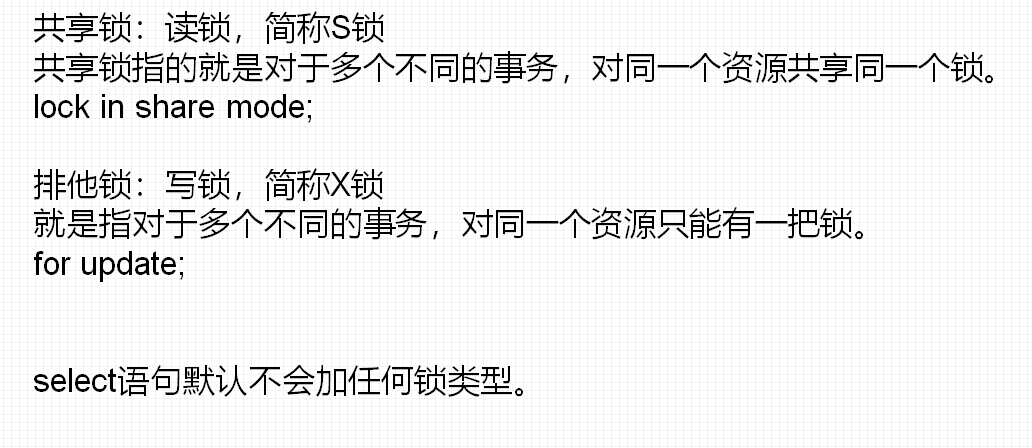 共享锁：读锁，简称S锁
共享锁指的就是对于多个不同的事务，对同一个资源共享同一个锁。
lock in share mode;
排他锁：写锁，简称X锁
就是指对于多个不同的事务，对同一个资源只能有一把锁。
for update;
select语句默认不会加任何锁类型。